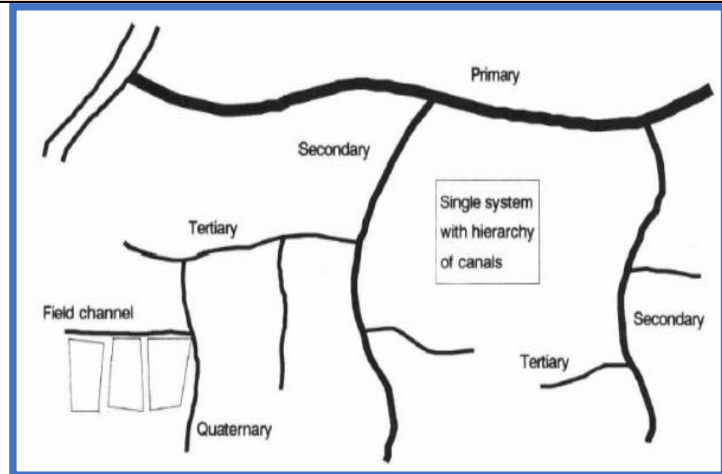 Primary
Secondary
Single system
with hierarchy
of canals
Tertiary
Field channel
Secondary
Tertiary
Quaternary